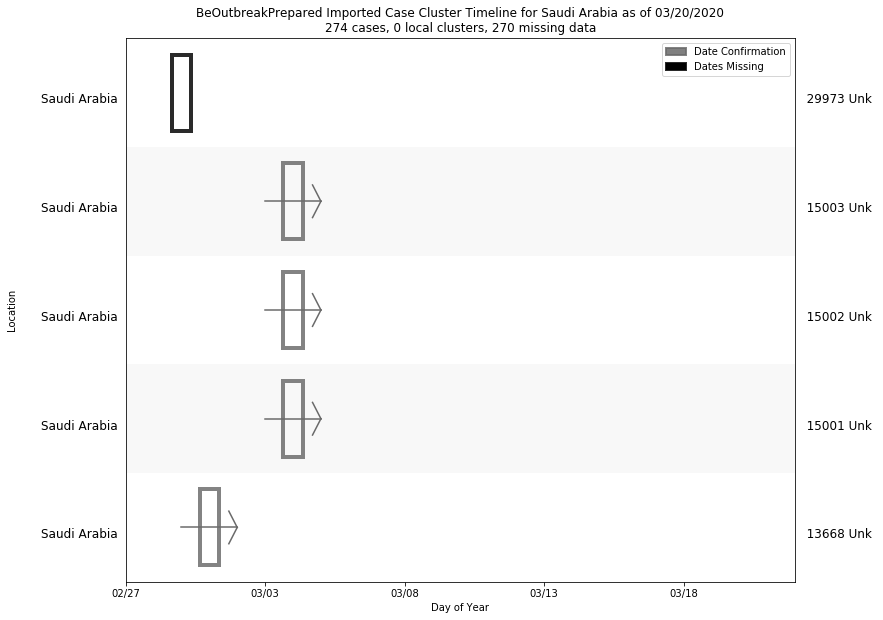 BeOutbreakPrepared Imported Case Cluster Timeline for Saudi Arabia as of 03/20/2020
274 cases, 0 local clusters, 270 missing data
Date Confirmation
Dates Missing
Saudi Arabia 29973 Unk
Saudi Arabia 15003 Unk
Saudi Arabia 15002 Unk
Saudi Arabia 15001 Unk
Saudi Arabia 13668 Unk
Location
02/27 03/03 03/08 03/13 03/18
Day of Year